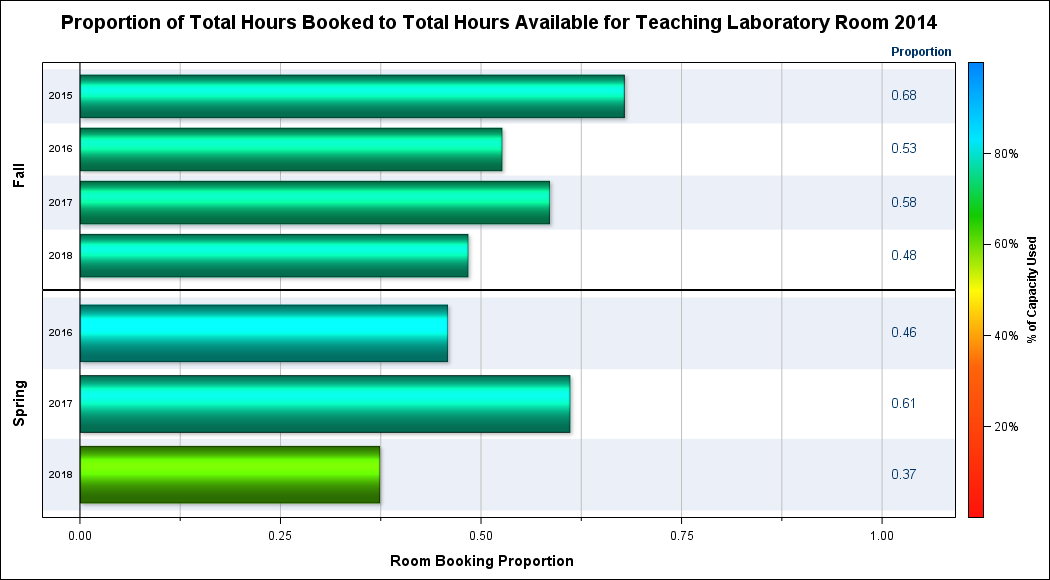 Proportion of Total Hours Booked to Total Hours Available for Teaching Laboratory Room 2014
Proportion
Fall
2015 0.68
2016 0.53
2017 0.58
2018 0.48
Spring
2016 0.46
2017 0.61
2018 0.37
0.00 0.25 0.50 0.75 1.00
Room Booking Proportion
80%
60%
40%
20%
% of Capacity Used